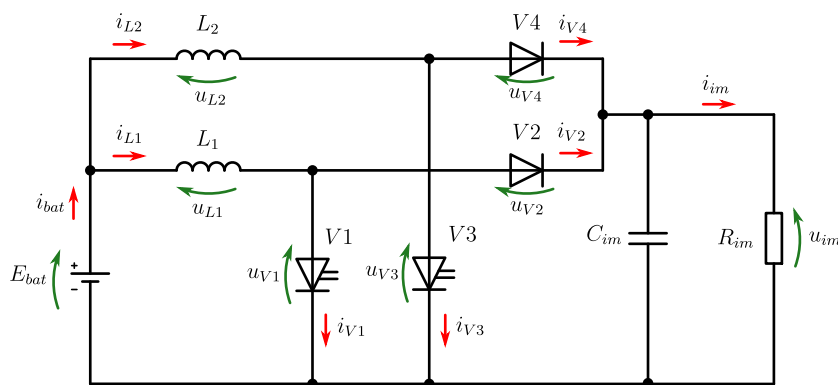 i_{L2} L_2 V4 i_{V4}
u_{L2} u_{V4} i_{im}
i_{L1} L_1 V2 i_{V2}
i_{bat} u_{L1} u_{V2}
E_{bat} + - u_{V1} V1 u_{V3} V3 C_{im} R_{im} u_{im}
i_{V1} i_{V3}